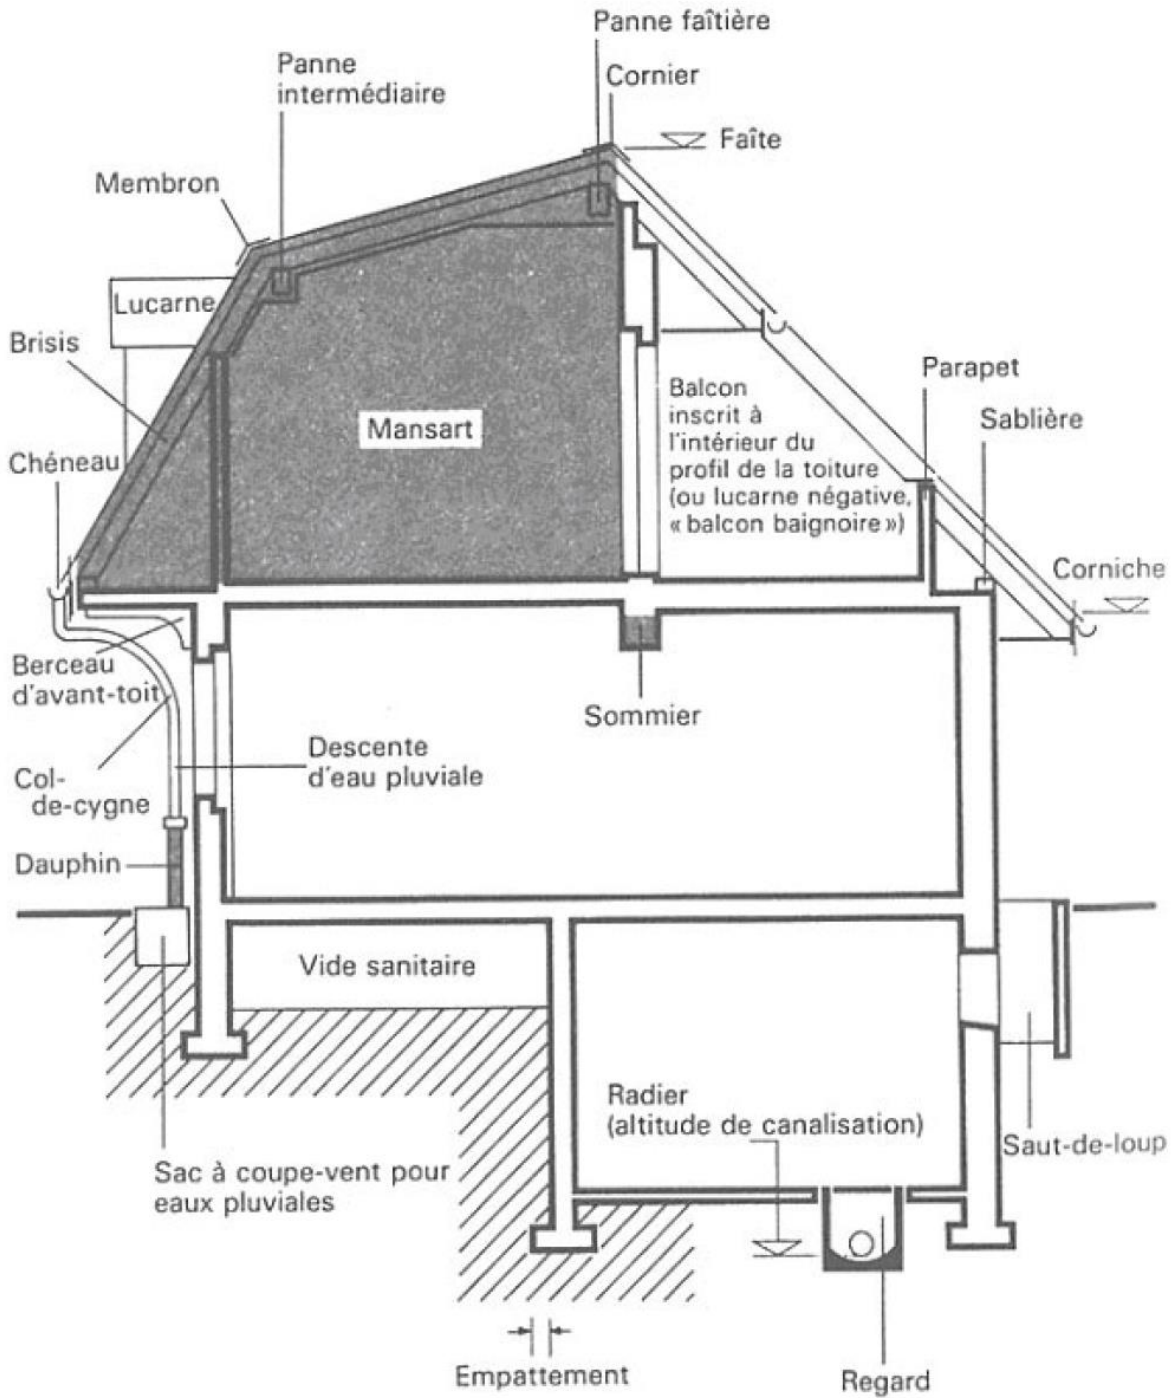 Panne faîtière
Cornier
Panne
intermédiaire
Faîte
Membron
Lucarne
Brisis
Parapet
Balcon
inscrit à
l'intérieur du
profil de la toiture
(ou lucarne négative,
« balcon baignoire »)
Sablière
Mansart
Chéneau
Corniche
Berceau
d'avant-toit
Sommier
Descente
d'eau pluviale
Col-
de-cygne
Dauphin
Vide sanitaire
Radier
(altitude de canalisation)
Saut-de-loup
Sac à coupe-vent pour
eaux pluviales
Empattement
Regard